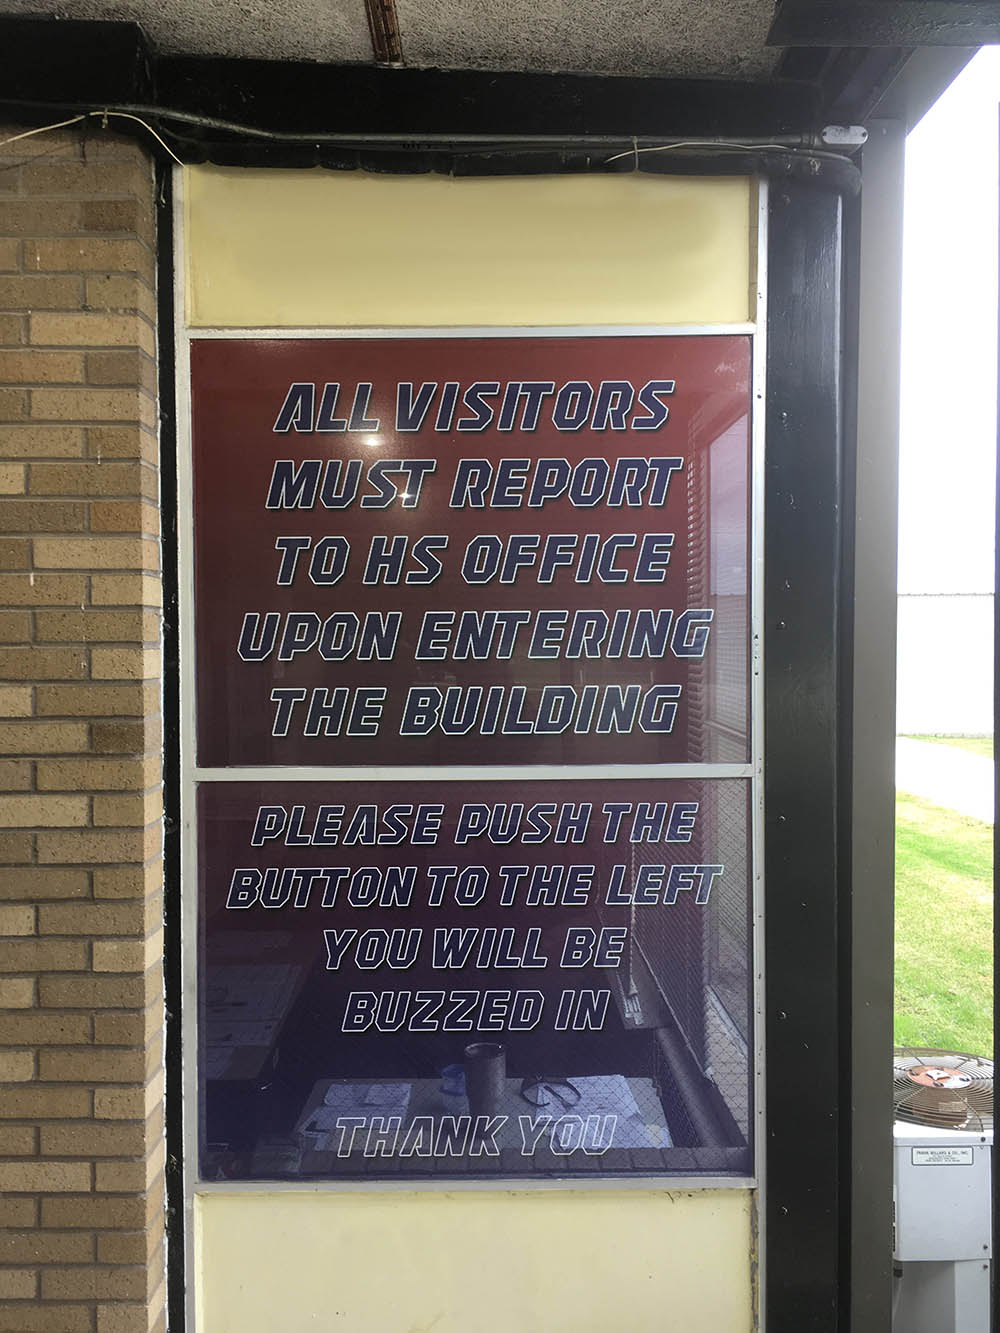 ALL VISITORS
MUST REPORT
TO HS OFFICE
UPON ENTERING
THE BUILDING
PLEASE PUSH THE
BUTTON TO THE LEFT
YOU WILL BE
BUZZED IN
THANK YOU